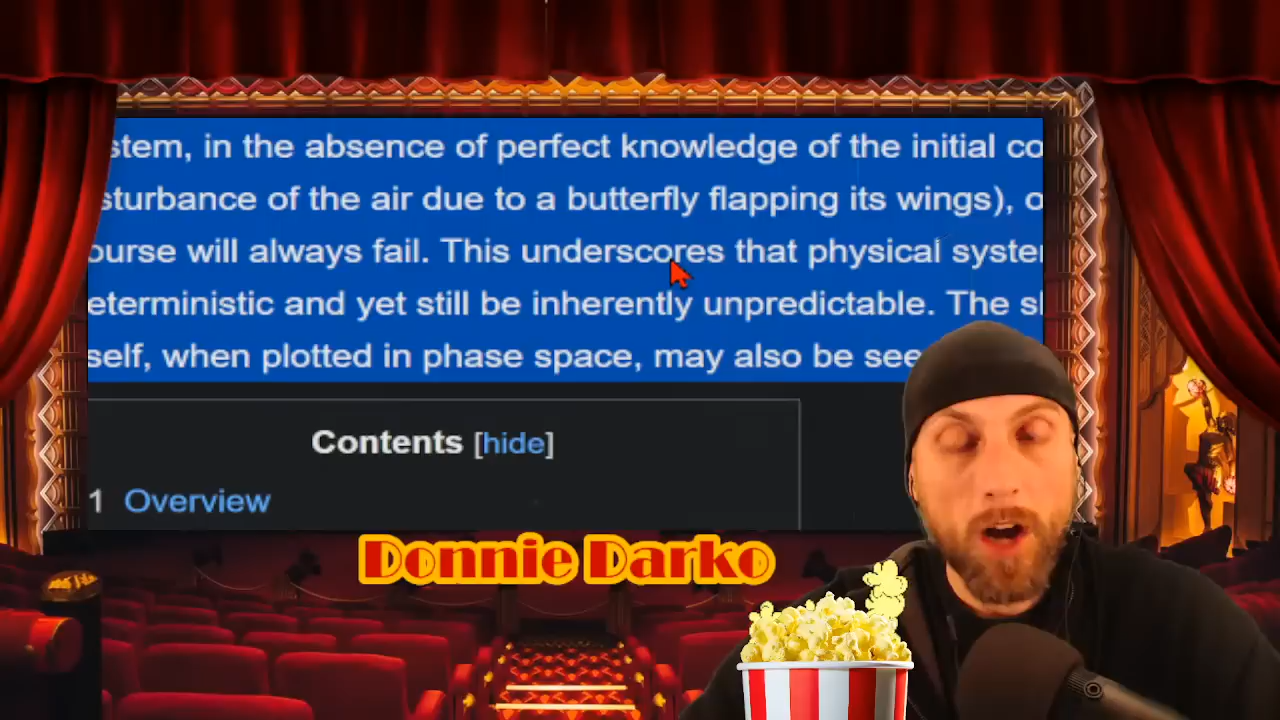 stem, in the absence of perfect knowledge of the initial co
sturbance of the air due to a butterfly flapping its wings), o
ourse will always fail. This underscores that physical syste
eterministic and yet still be inherently unpredictable. The s
self, when plotted in phase space, may also be see
Contents [hide]
1 Overview
Donnie Darko